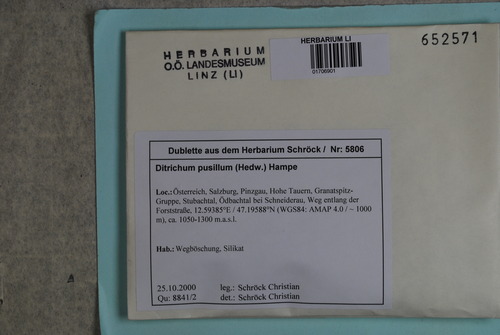 HERBARIUM
O.Ö. LANDESMUSEUM
LINZ (LI)
HERBARIUM LI
01706901
652571
Dublette aus dem Herbarium Schröck / Nr: 5806
Ditrichum pusillum (Hedw.) Hampe
Loc.: Österreich, Salzburg, Pinzgau, Hohe Tauern, Granatspitz-
Gruppe, Stubachtal, Ödbachtal bei Schneiderau, Weg entlang der
Forststraße, 12.59385°E / 47.19588°N (WGS84: AMAP 4.0 / ~ 1000
m), ca. 1050-1300 m.a.s.l.
Hab.: Wegböschung, Silikat
25.10.2000 leg.: Schröck Christian
Qu: 8841/2 det.: Schröck Christian